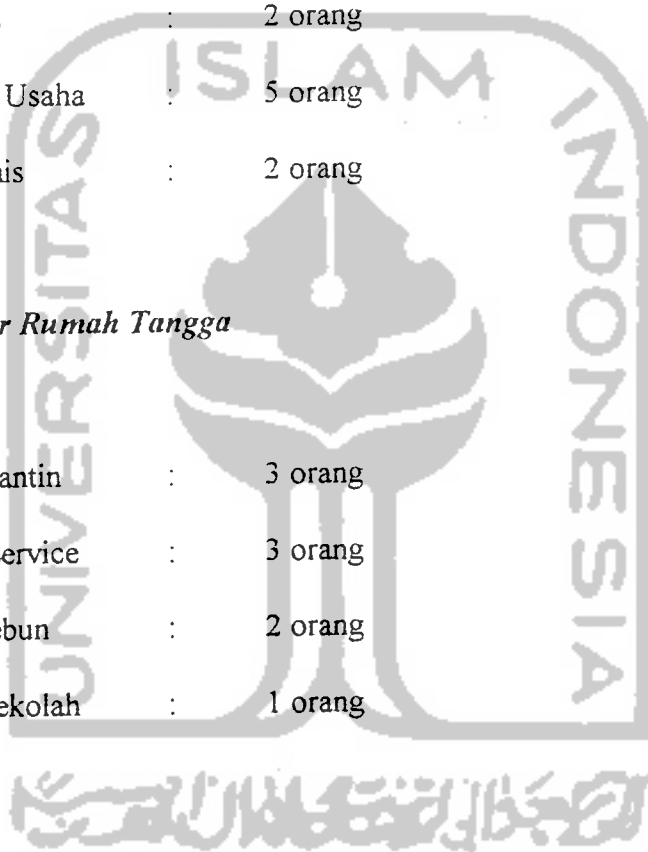 : 2 orang
Usaha : 5 orang
is : 2 orang
r Rumah Tangga
antin : 3 orang
service : 3 orang
ebun : 2 orang
ekolah : 1 orang
UNIVERSITAS ISLAM INDONESIA